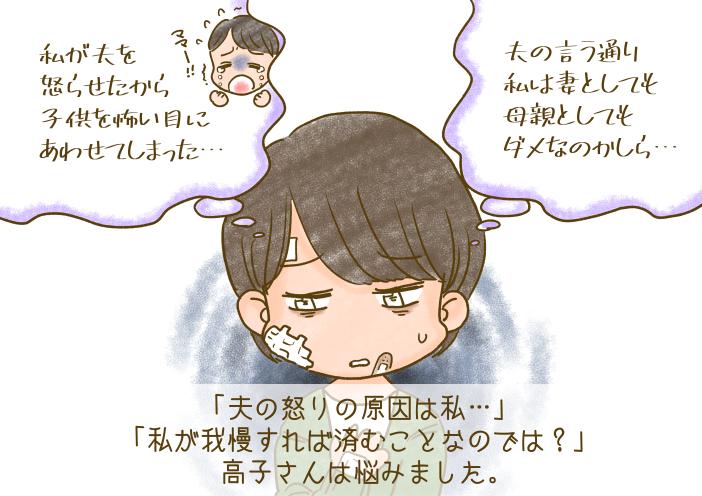 私が夫を
怒らせたから
子供を怖い目に
あわせてしまった…
ママー!!
夫の言う通り
私は妻としても
母親としても
ダメなのかしら…
「夫の怒りの原因は私…」
「私が我慢すれば済むことなのでは？」
高子さんは悩みました。